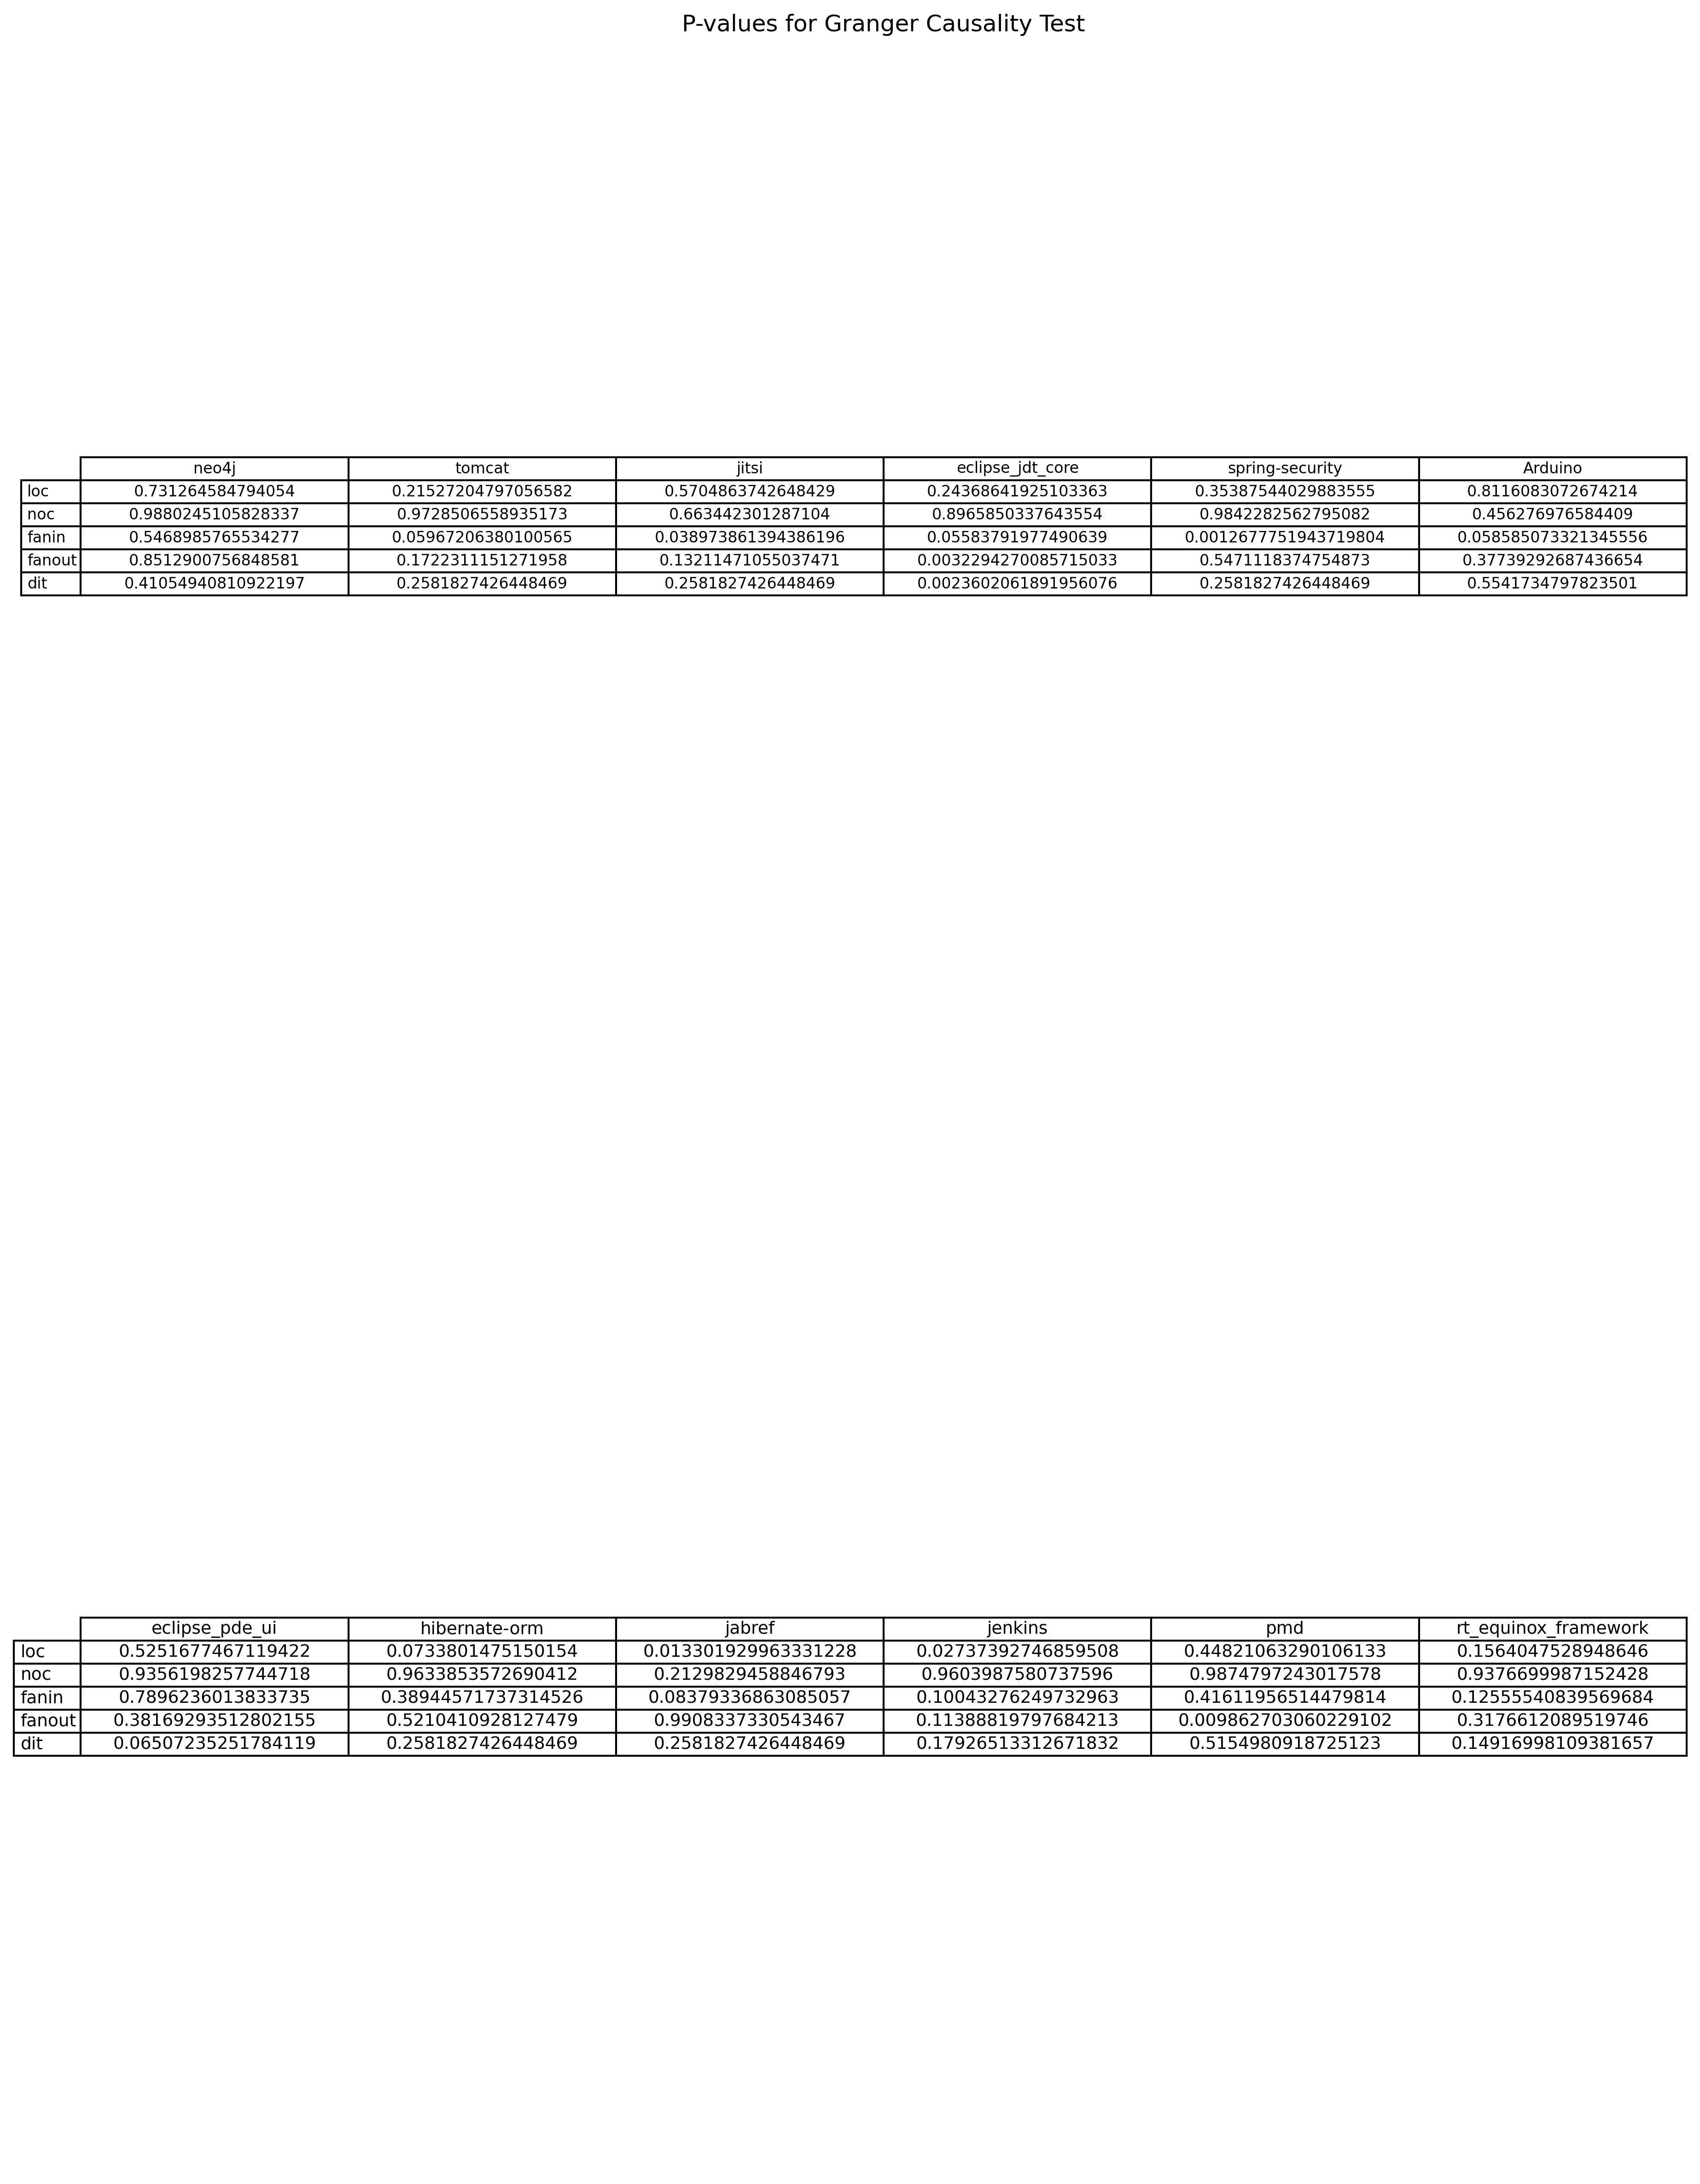 P-values for Granger Causality Test
neo4j tomcat jitsi eclipse_jdt_core spring-security Arduino
loc 0.731264584794054 0.21527204797056582 0.5704863742648429 0.24368641925103363 0.35387544029883555 0.8116083072674214
noc 0.9880245105828337 0.9728506558935173 0.663442301287104 0.8965850337643554 0.9842282562795082 0.456276976584409
fanin 0.5468985765534277 0.05967206380100565 0.038973861394386196 0.05583791977490639 0.0012677751943719804 0.058585073321345556
fanout 0.8512900756848581 0.1722311151271958 0.13211471055037471 0.0032294270085715033 0.5471118374754873 0.37739292687436654
dit 0.41054940810922197 0.2581827426448469 0.2581827426448469 0.0023602061891956076 0.2581827426448469 0.5541734797823501
eclipse_pde_ui hibernate-orm jabref jenkins pmd rt_equinox_framework
loc 0.5251677467119422 0.0733801475150154 0.013301929963331228 0.02737392746859508 0.44821063290106133 0.1564047528948646
noc 0.9356198257744718 0.9633853572690412 0.2129829458846793 0.9603987580737596 0.9874797243017578 0.9376699987152428
fanin 0.7896236013833735 0.38944571737314526 0.08379336863085057 0.10043276249732963 0.41611956514479814 0.12555540839569684
fanout 0.38169293512802155 0.5210410928127479 0.9908337330543467 0.11388819797684213 0.009862703060229102 0.3176612089519746
dit 0.06507235251784119 0.2581827426448469 0.2581827426448469 0.17926513312671832 0.5154980918725123 0.14916998109381657